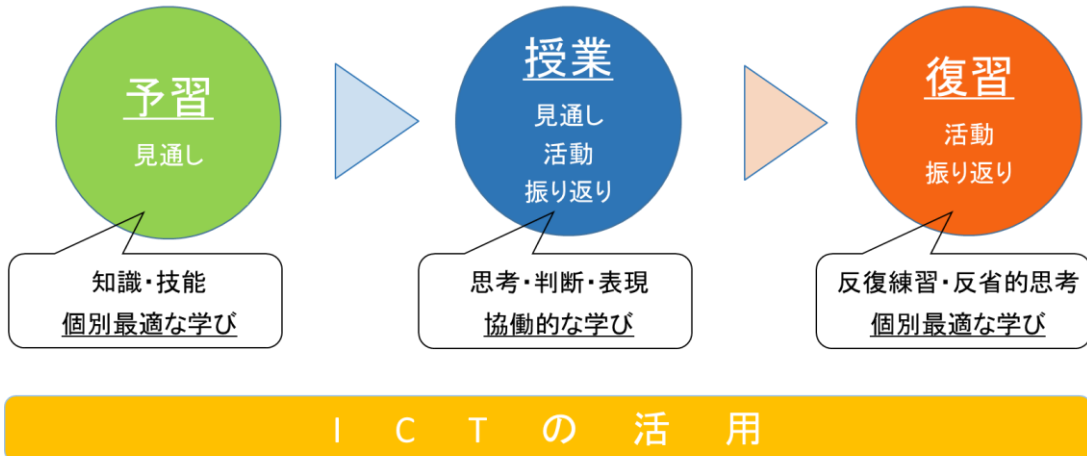 予習
見通し
知識・技能
個別最適な学び
授業
見通し
活動
振り返り
思考・判断・表現
協働的な学び
復習
活動
振り返り
反復練習・反省的思考
個別最適な学び
ＩＣＴの活用